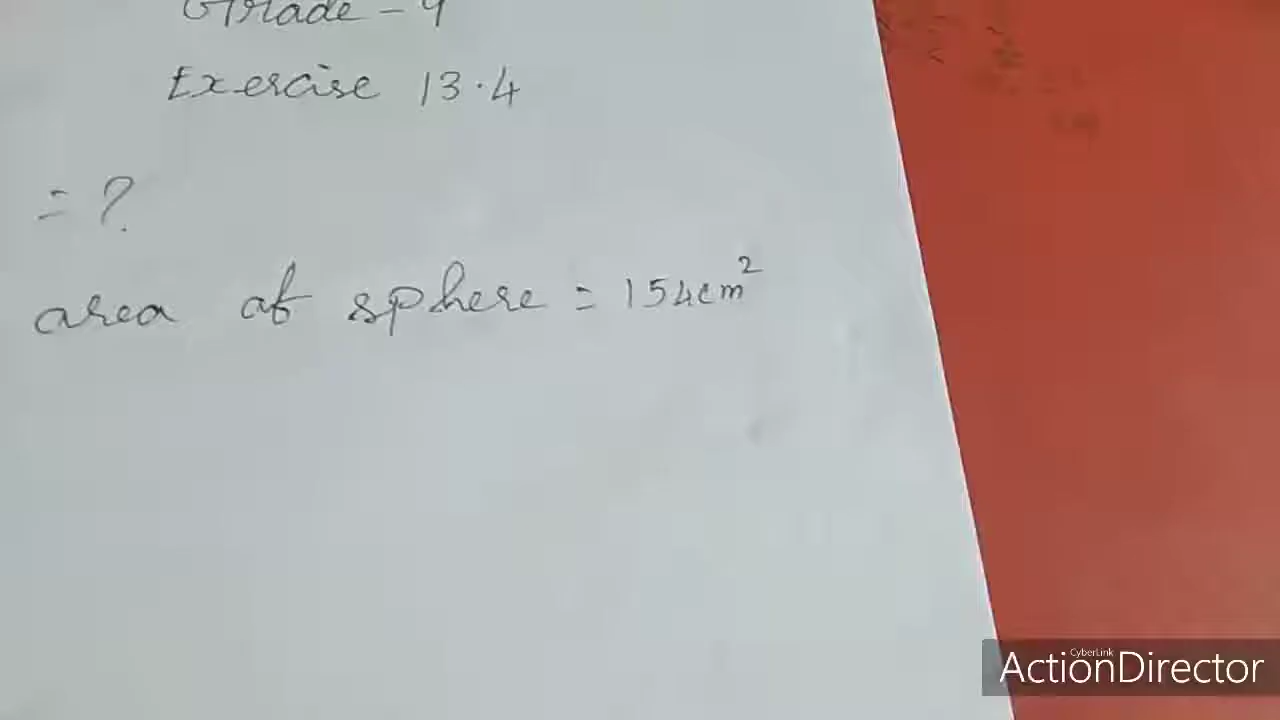 Grade - 9
Exercise 13.4
= ?
area of sphere = 154cm²
CyberLink
ActionDirector